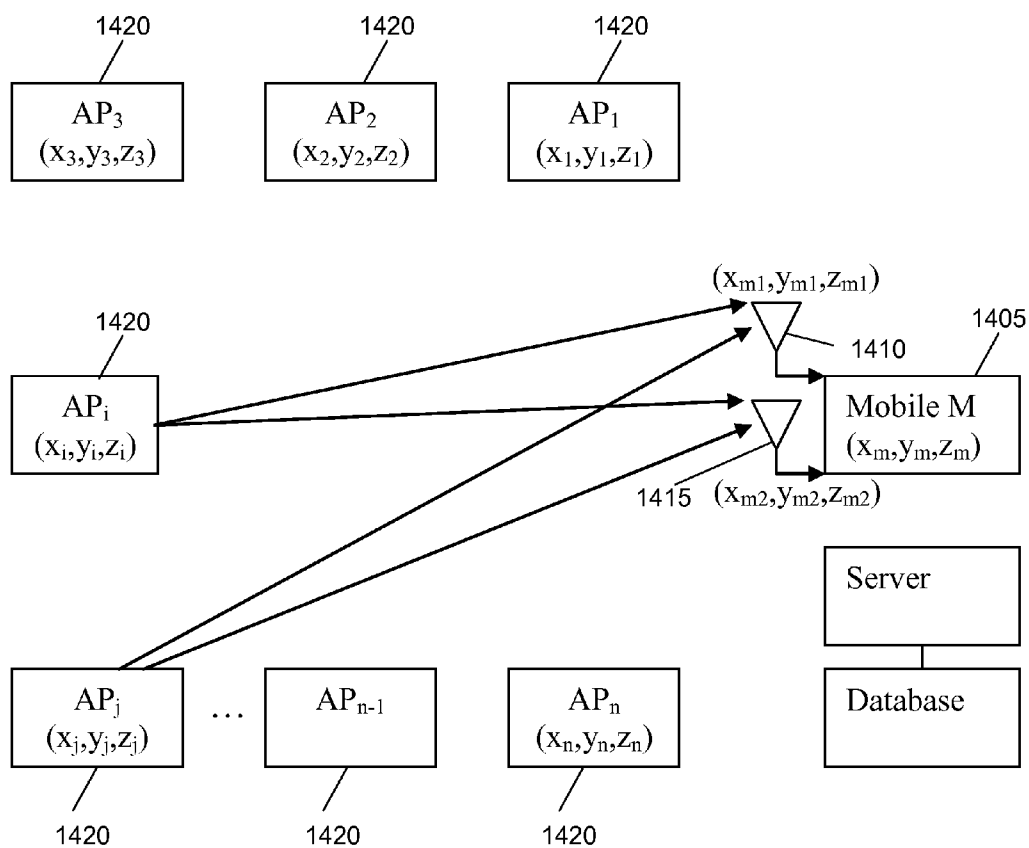 1420 1420 1420
AP₃ AP₂ AP₁
(x₃,y₃,z₃) (x₂,y₂,z₂) (x₁,y₁,z₁)
(xₘ₁,yₘ₁,zₘ₁)
1420 1410 1405
APᵢ Mobile M
(xᵢ,yᵢ,zᵢ) (xₘ,yₘ,zₘ)
1415 (xₘ₂,yₘ₂,zₘ₂)
Server
APⱼ ... APₙ₋₁ APₙ Database
(xⱼ,yⱼ,zⱼ) (xₙ,yₙ,zₙ)
1420 1420 1420